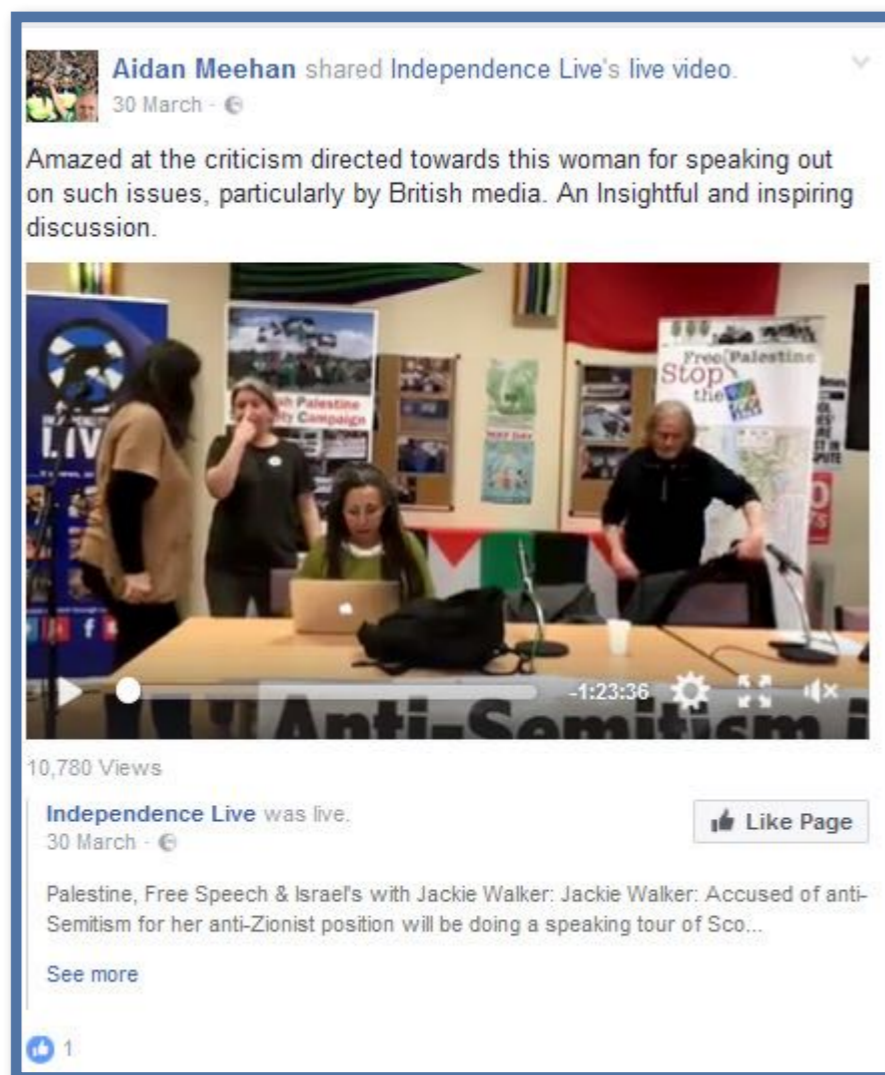 Aidan Meehan shared Independence Live's live video.
30 March ·
Amazed at the criticism directed towards this woman for speaking out
on such issues, particularly by British media. An Insightful and inspiring
discussion.
LIVE
Palestine
Campaign
MAY DAY
Free Palestine
Stop
the
-1:23:36
Anti-Semitism i
10,780 Views
Independence Live was live.
30 March ·
Like Page
Palestine, Free Speech & Israel's with Jackie Walker: Jackie Walker: Accused of anti-
Semitism for her anti-Zionist position will be doing a speaking tour of Sco...
See more
1